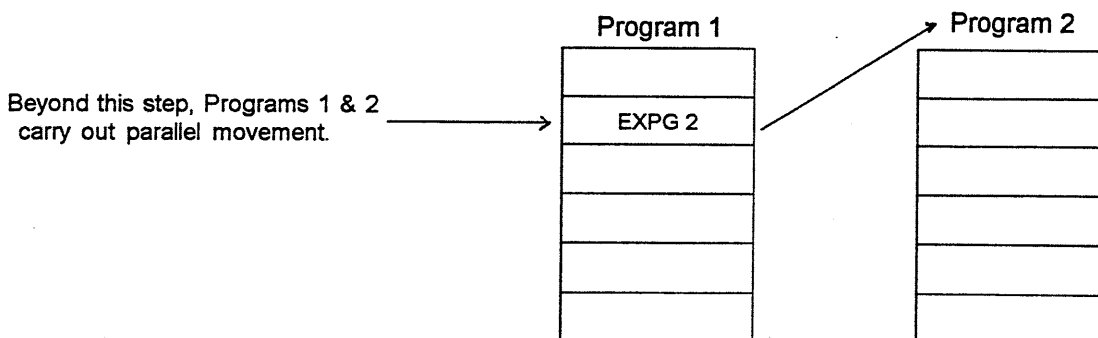 Program 1
Program 2
Beyond this step, Programs 1 & 2
carry out parallel movement.
EXPG 2